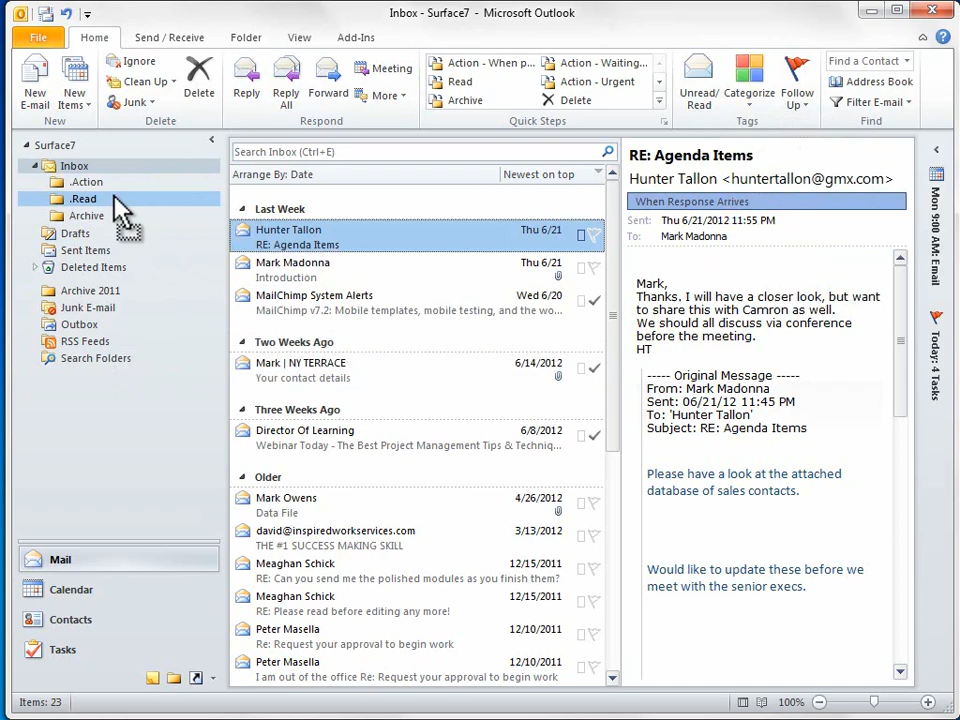 Inbox - Surface7 - Microsoft Outlook
File Home Send / Receive Folder View Add-Ins
New E-mail
New Items
New
Ignore
Clean Up
Junk
Delete
Delete
Reply
Reply All
Forward
Meeting
More
Respond
Action - When p...
Read
Archive
Action - Waiting...
Action - Urgent
Delete
Quick Steps
Unread/ Read
Categorize
Follow Up
Tags
Find a Contact
Address Book
Filter E-mail
Find
Surface7
Inbox
.Action
.Read
Archive
Drafts
Sent Items
Deleted Items
Archive 2011
Junk E-mail
Outbox
RSS Feeds
Search Folders
Mail
Calendar
Contacts
Tasks
Search Inbox (Ctrl+E)
Arrange By: Date Newest on top
Last Week
Hunter Tallon Thu 6/21
RE: Agenda Items
Mark Madonna Thu 6/21
Introduction
MailChimp System Alerts Wed 6/20
MailChimp v7.2: Mobile templates, mobile testing, and the wo...
Two Weeks Ago
Mark | NY TERRACE 6/14/2012
Your contact details
Three Weeks Ago
Director Of Learning 6/8/2012
Webinar Today - The Best Project Management Tips & Techniq...
Older
Mark Owens 4/26/2012
Data File
david@inspiredworkservices.com 3/13/2012
THE #1 SUCCESS MAKING SKILL
Meaghan Schick 12/15/2011
RE: Can you send me the polished modules as you finish them?
Meaghan Schick 12/15/2011
RE: Please read before editing any more!
Peter Masella 12/10/2011
Re: Request your approval to begin work
Peter Masella 12/10/2011
I am out of the office Re: Request your approval to begin work
RE: Agenda Items
Hunter Tallon <huntertallon@gmx.com>
When Response Arrives
Sent: Thu 6/21/2012 11:55 PM
To: Mark Madonna
Mark,
Thanks. I will have a closer look, but want
to share this with Camron as well.
We should all discuss via conference
before the meeting.
HT
----- Original Message -----
From: Mark Madonna
Sent: 06/21/12 11:45 PM
To: 'Hunter Tallon'
Subject: RE: Agenda Items
Please have a look at the attached
database of sales contacts.
Would like to update these before we
meet with the senior execs.
Mon 9:00 AM: Email
Today: 4 Tasks
Items: 23
100%